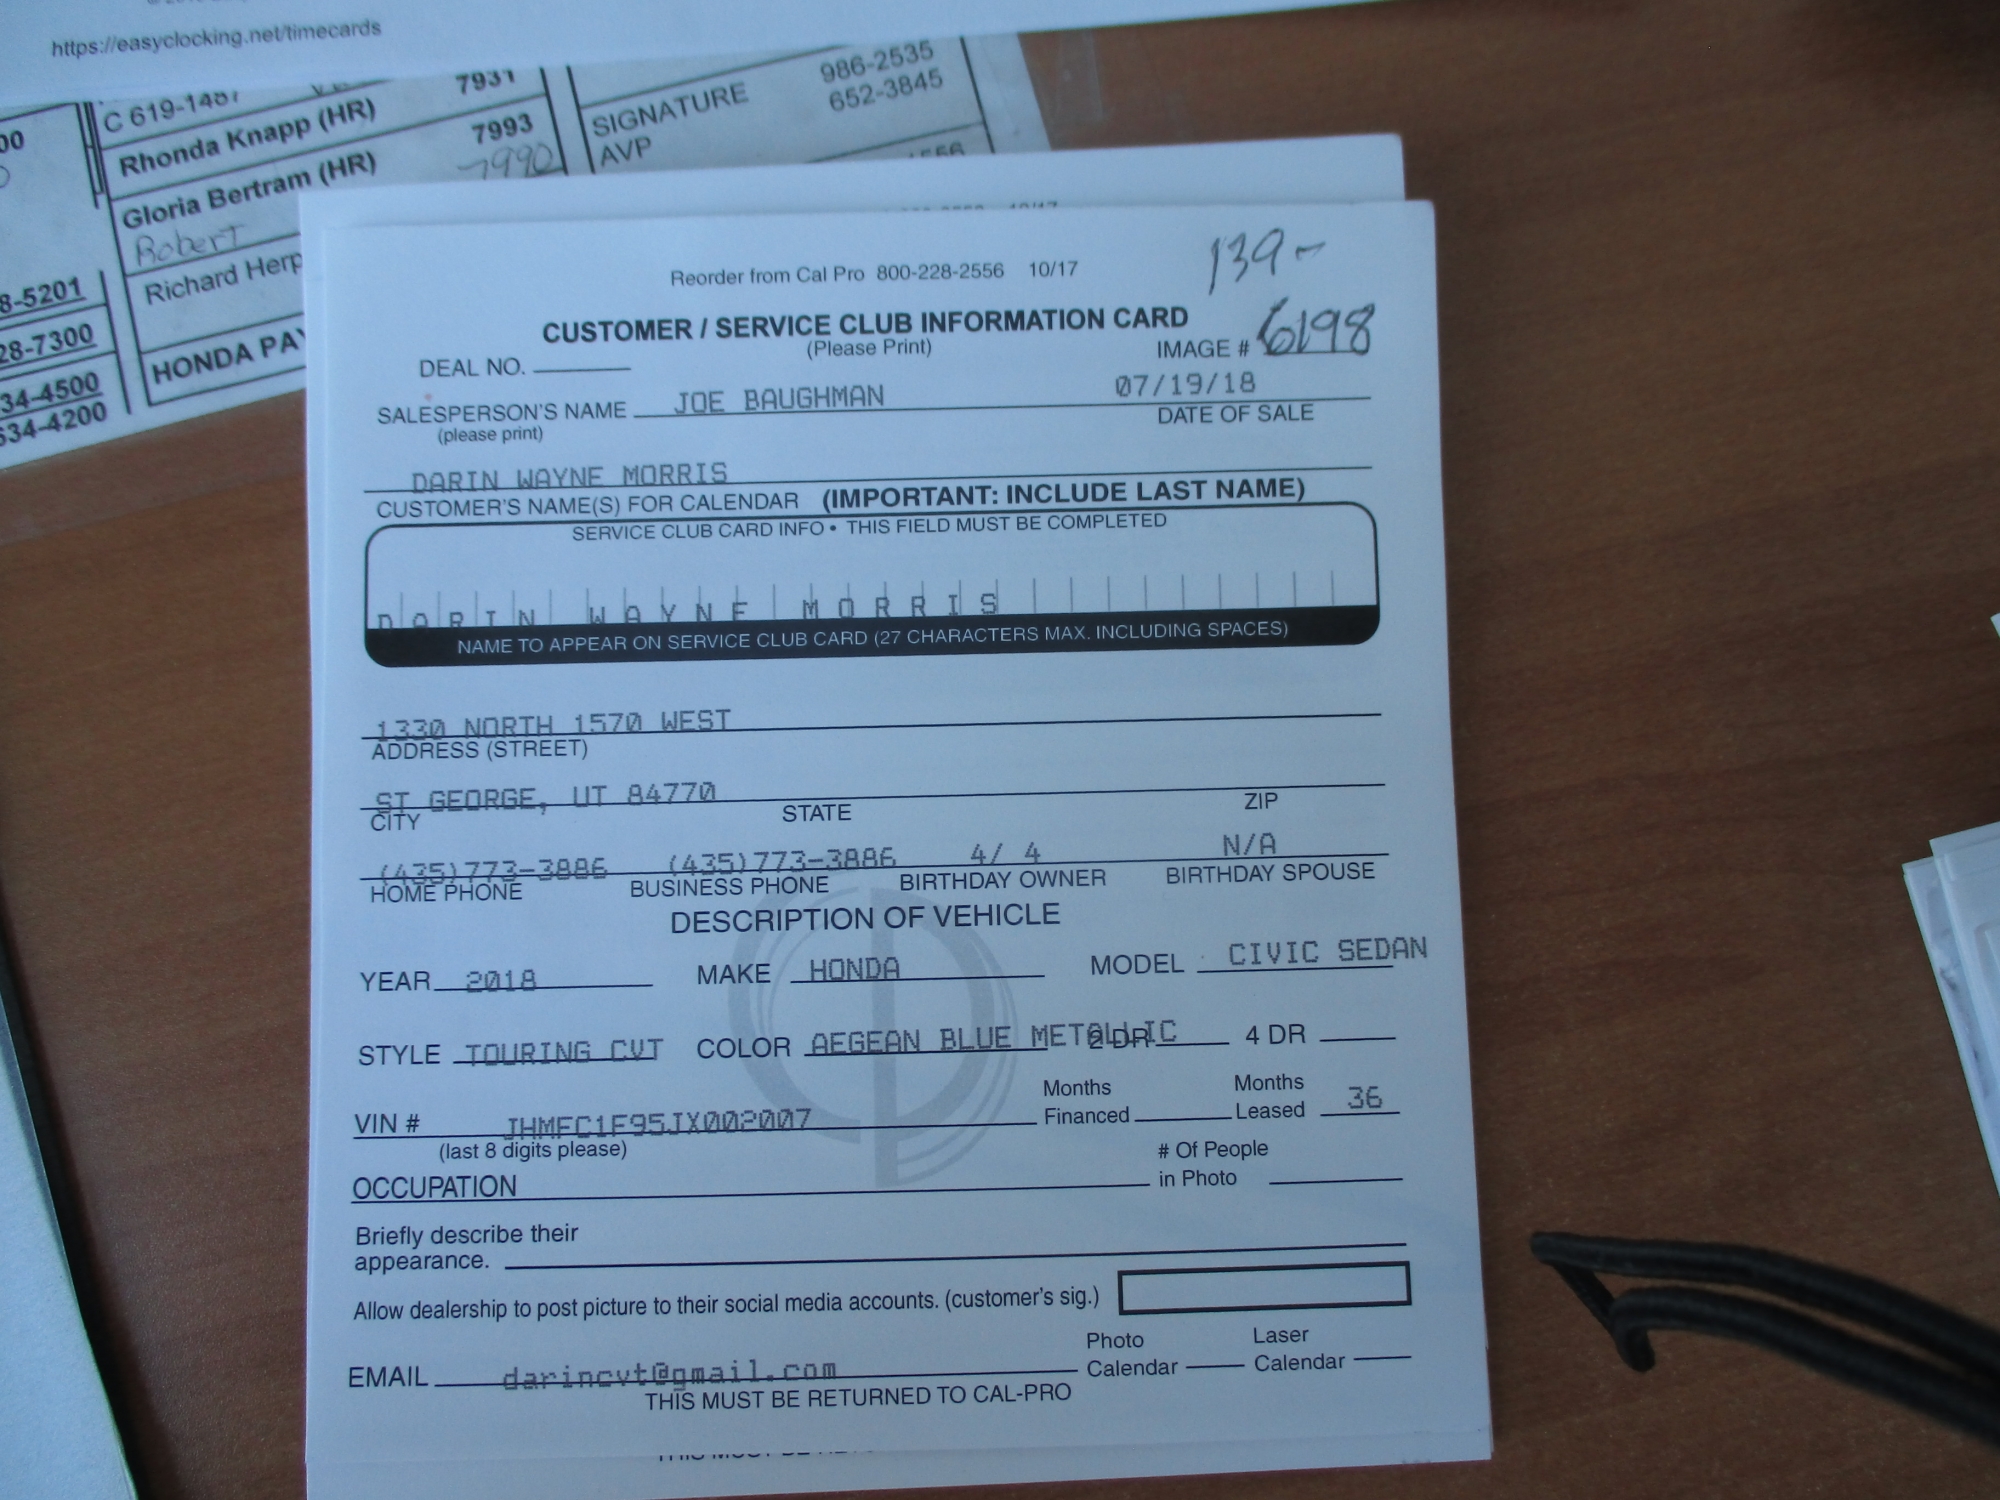 https://easyclocking.net/timecards
7931
C 619-1487
Rhonda Knapp (HR)
7993
Gloria Bertram (HR)
7990
Robert
Richard Herp
HONDA PAY
8-5201
28-7300
34-4500
634-4200
986-2535
SIGNATURE 652-3845
AVP
Reorder from Cal Pro 800-228-2556 10/17
139-
CUSTOMER / SERVICE CLUB INFORMATION CARD
(Please Print)
DEAL NO.
IMAGE # 6198
SALESPERSON'S NAME JOE BAUGHMAN 07/19/18
(please print) DATE OF SALE
DARIN WAYNE MORRIS
CUSTOMER'S NAME(S) FOR CALENDAR (IMPORTANT: INCLUDE LAST NAME)
SERVICE CLUB CARD INFO • THIS FIELD MUST BE COMPLETED
DARIN WAYNE MORRIS
NAME TO APPEAR ON SERVICE CLUB CARD (27 CHARACTERS MAX. INCLUDING SPACES)
1330 NORTH 1570 WEST
ADDRESS (STREET)
ST GEORGE, UT 84770
CITY STATE ZIP
(435)773-3886 (435)773-3886 4/ 4 N/A
HOME PHONE BUSINESS PHONE BIRTHDAY OWNER BIRTHDAY SPOUSE
DESCRIPTION OF VEHICLE
YEAR 2018 MAKE HONDA MODEL CIVIC SEDAN
STYLE TOURING CVT COLOR AEGEAN BLUE METALLIC 2 DR 4 DR
Months Months
VIN # JHMFC1F95JX002007 Financed Leased 36
(last 8 digits please) # Of People
OCCUPATION in Photo
Briefly describe their
appearance.
Allow dealership to post picture to their social media accounts. (customer's sig.)
Photo Laser
EMAIL darincvt@gmail.com Calendar Calendar
THIS MUST BE RETURNED TO CAL-PRO